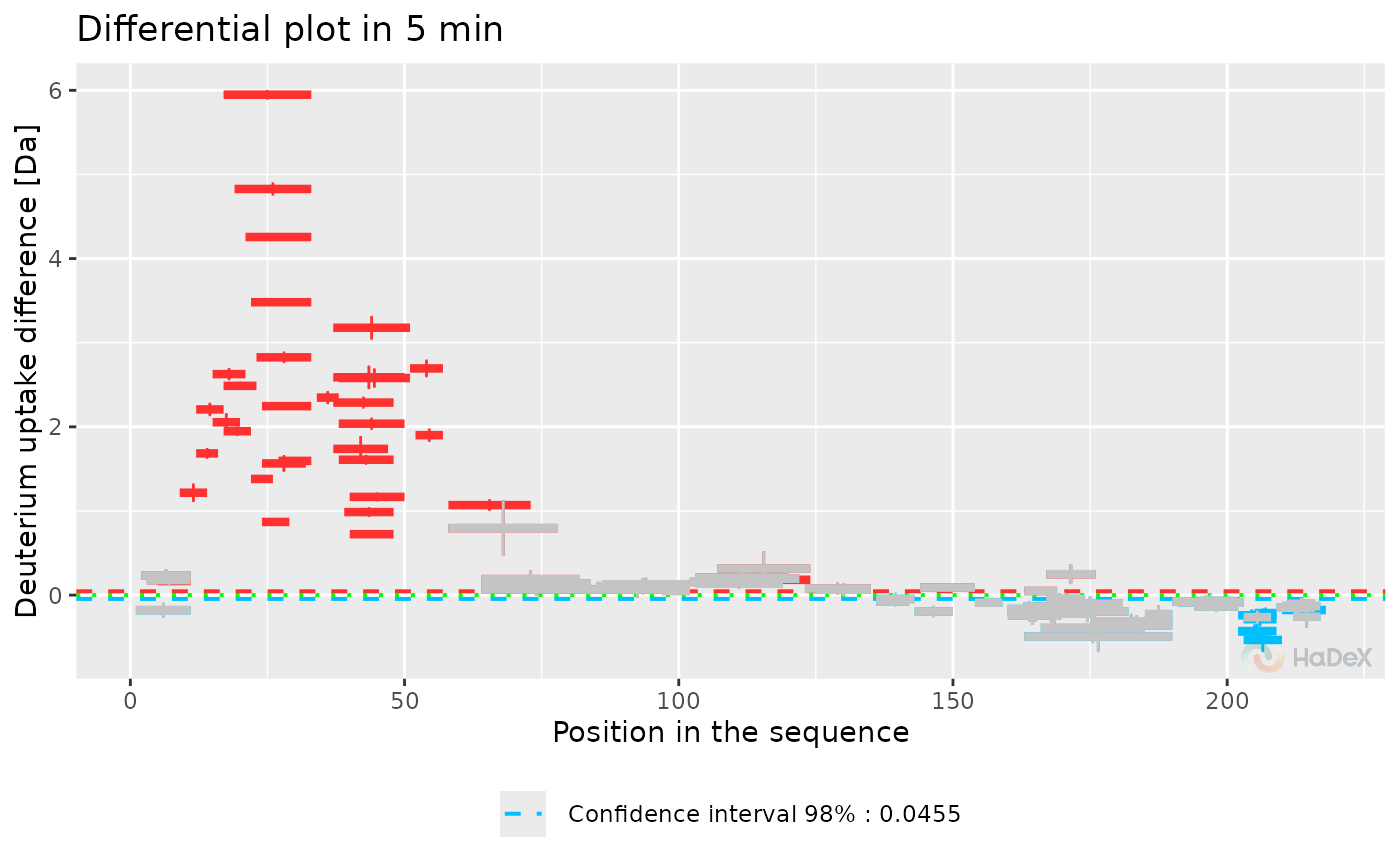 Differential plot in 5 min
Deuterium uptake difference [Da]
6
4
2
0
0 50 100 150 200
HaDeX
Position in the sequence
Confidence interval 98% : 0.0455